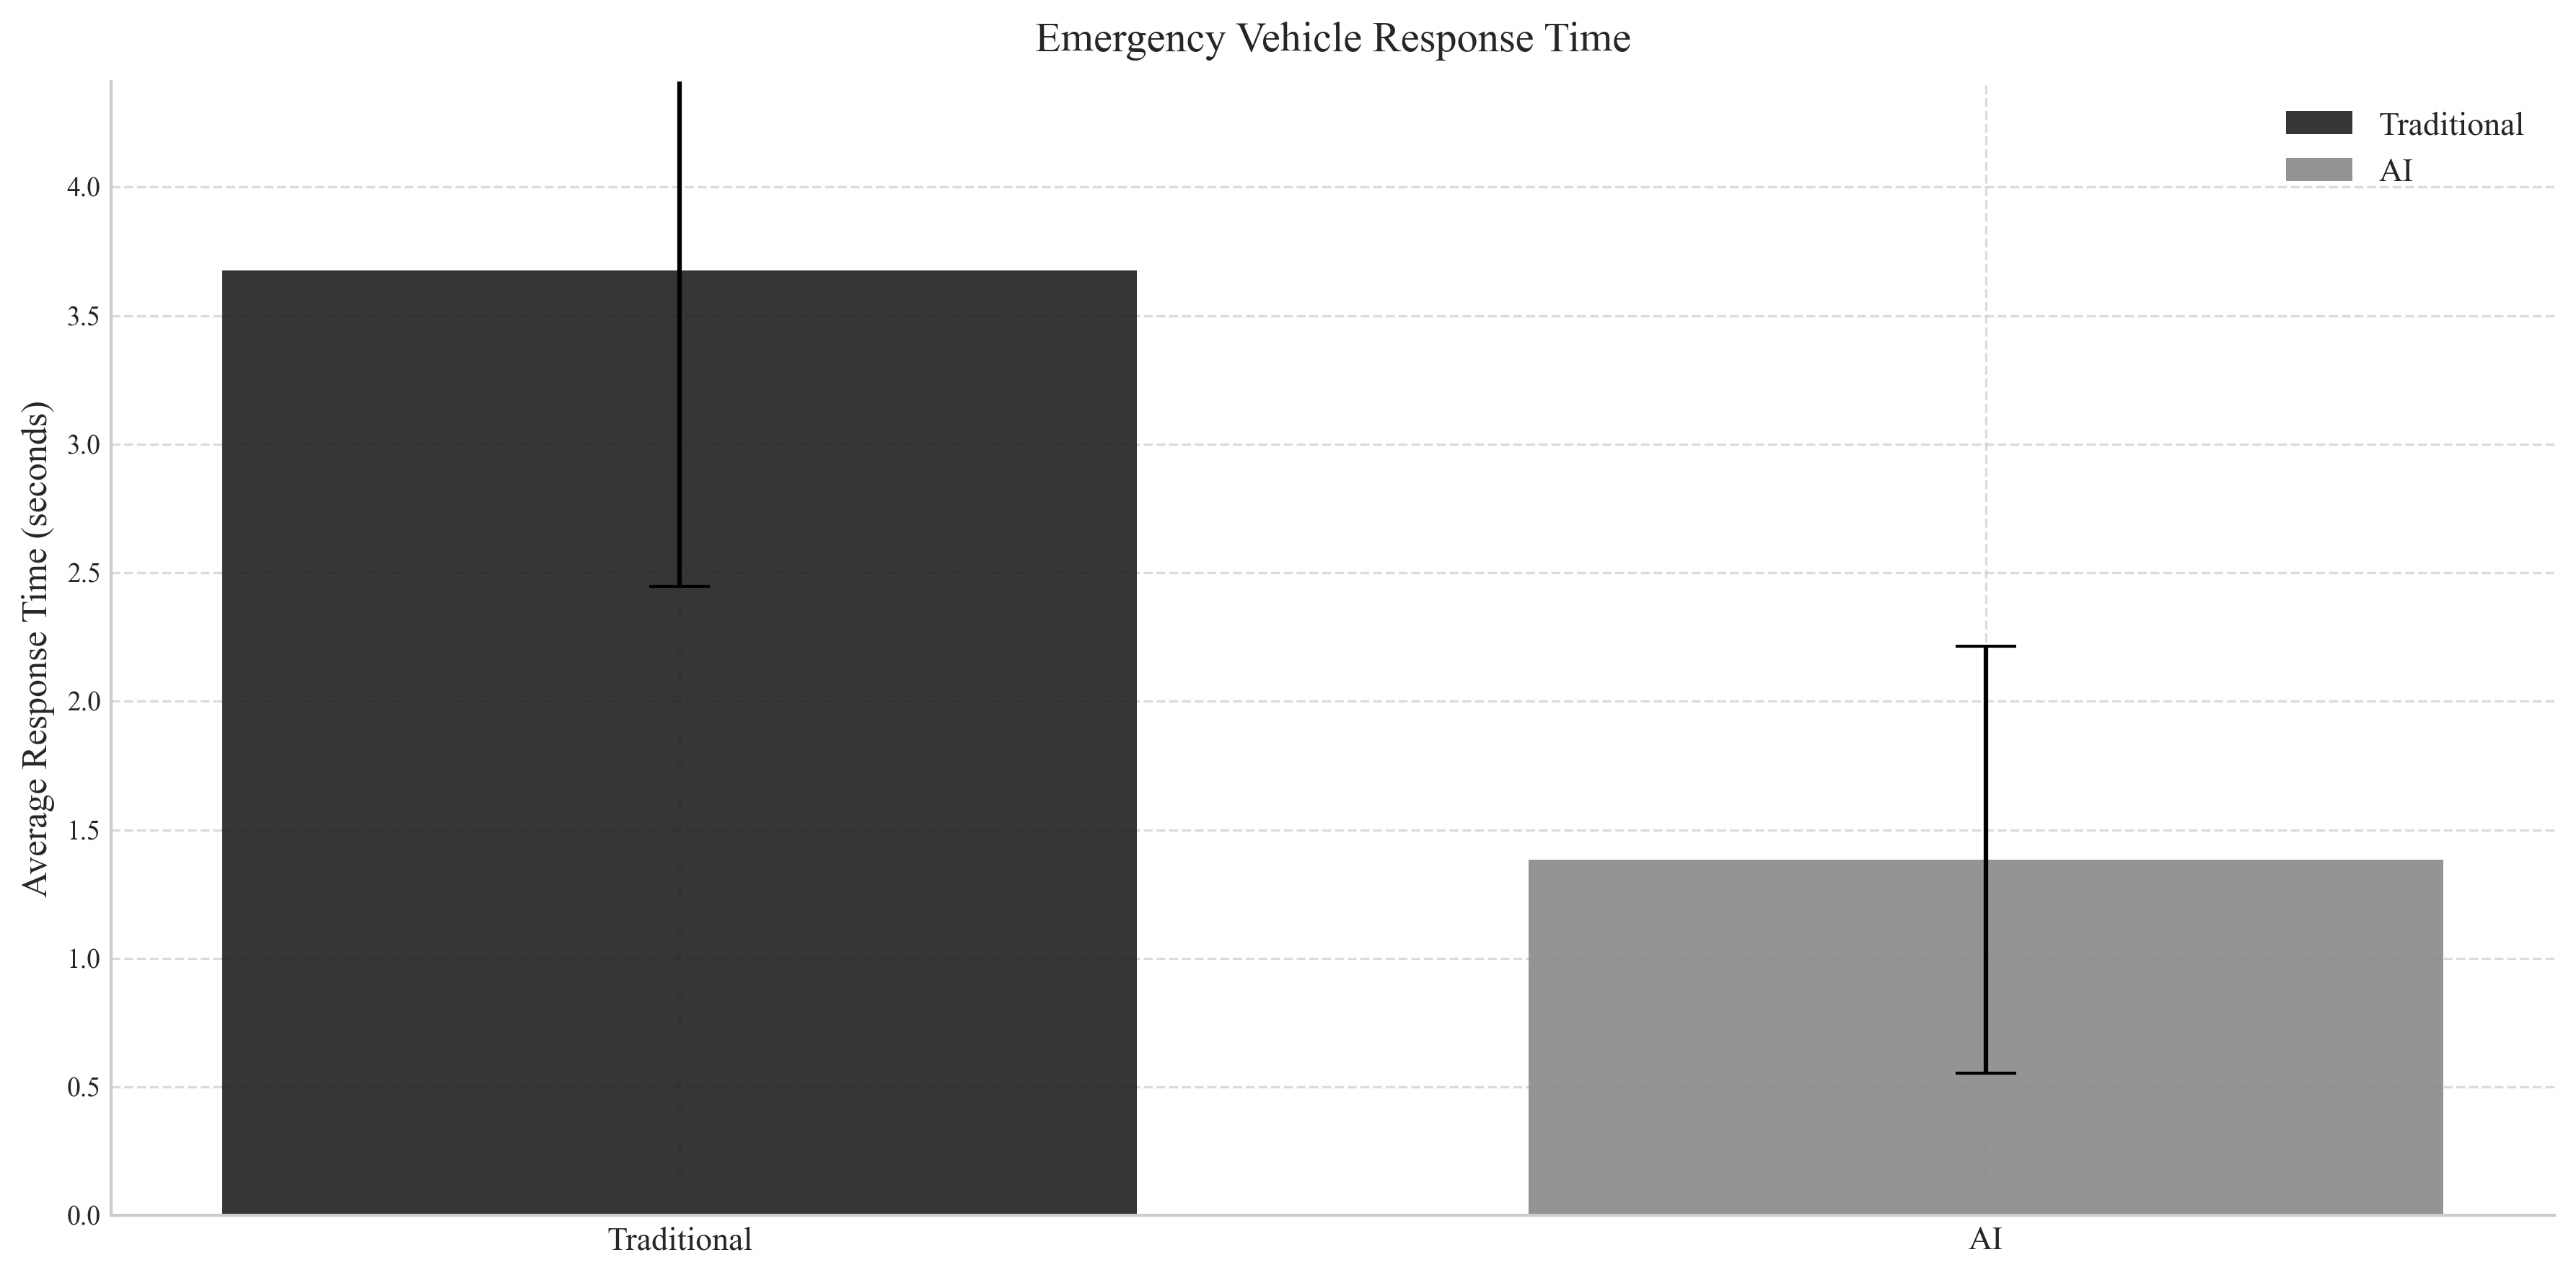 Emergency Vehicle Response Time
Traditional
AI
Average Response Time (seconds)
4.0
3.5
3.0
2.5
2.0
1.5
1.0
0.5
0.0
Traditional
AI